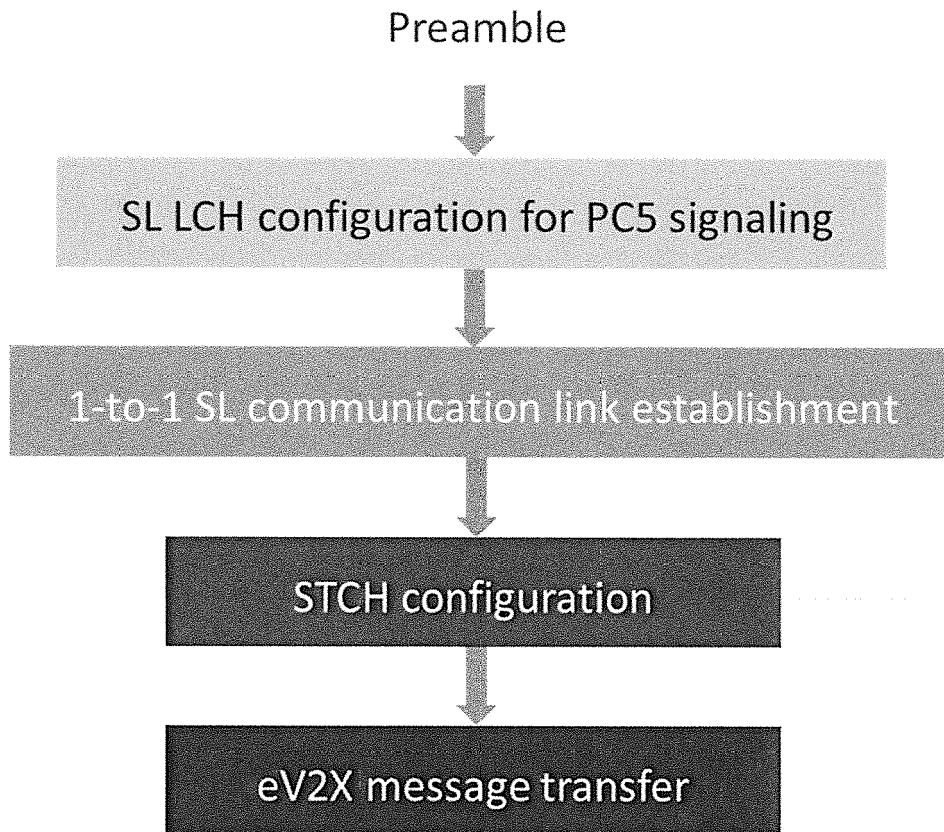 Preamble
SL LCH configuration for PC5 signaling
1-to-1 SL communication link establishment
STCH configuration
eV2X message transfer